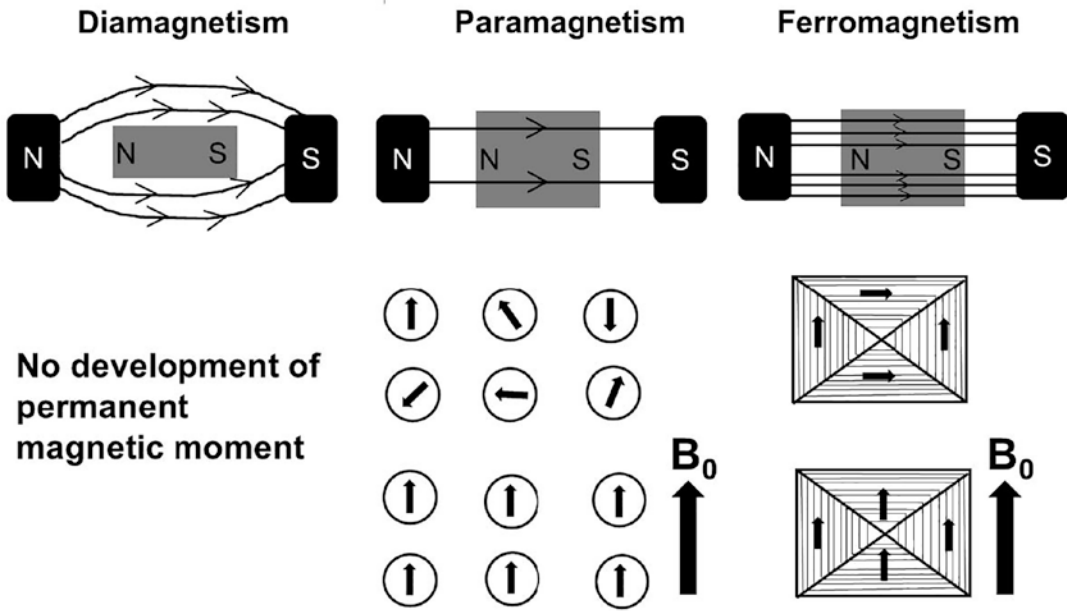 Diamagnetism
Paramagnetism
Ferromagnetism
N N S S
N N S S
N N S S
No development of
permanent
magnetic moment
B₀
B₀